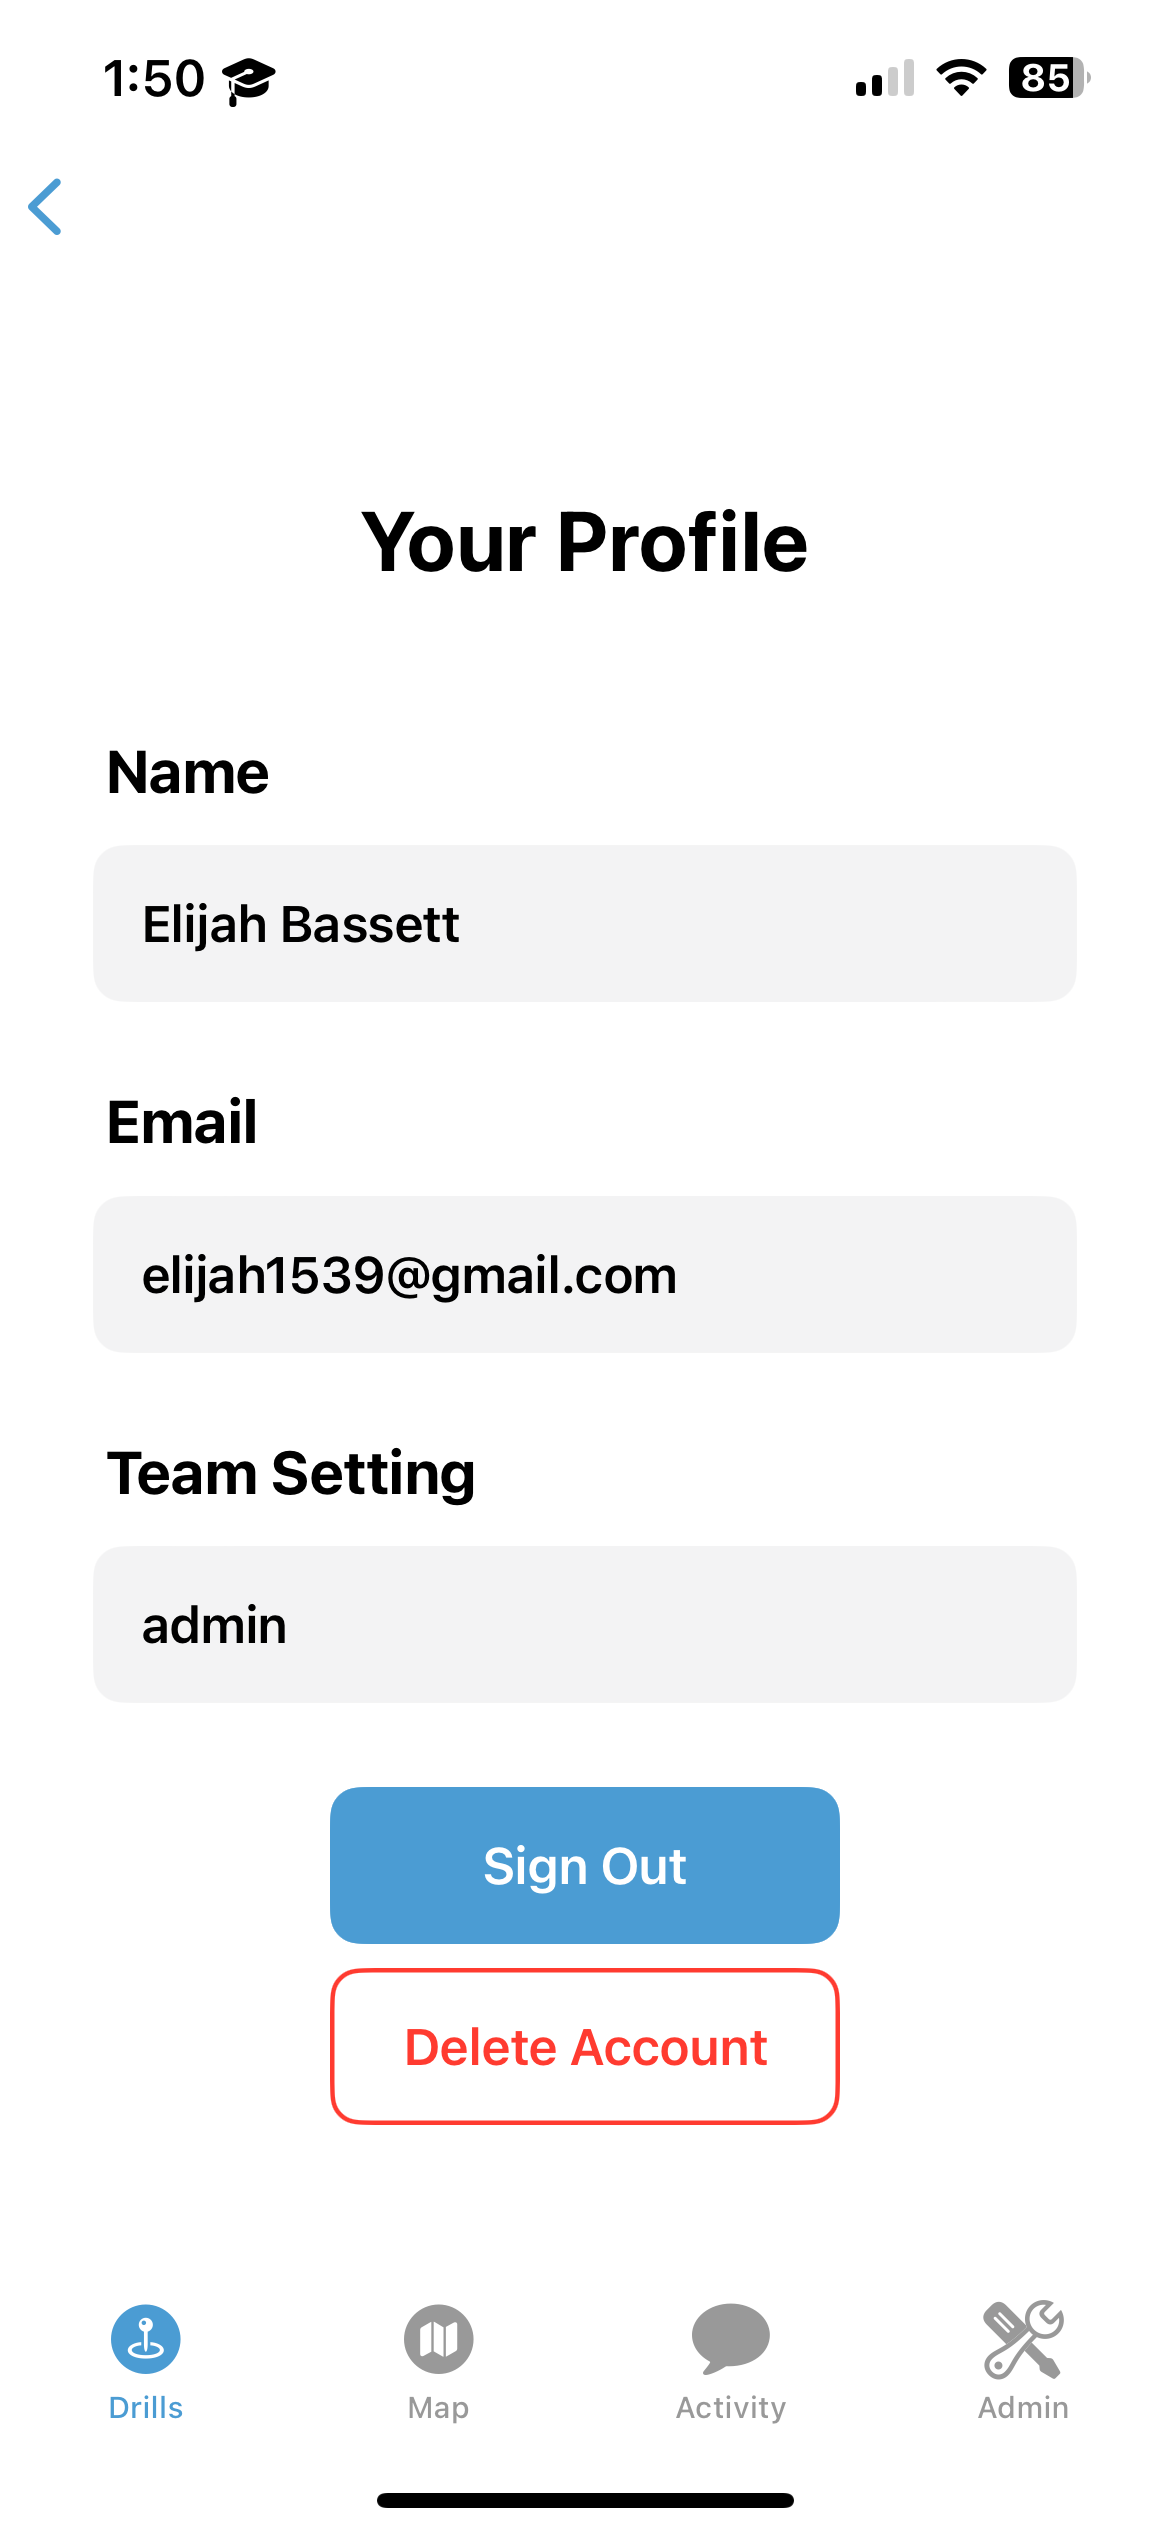 1:50
85
Your Profile
Name
Elijah Bassett
Email
elijah1539@gmail.com
Team Setting
admin
Sign Out
Delete Account
Drills
Map
Activity
Admin